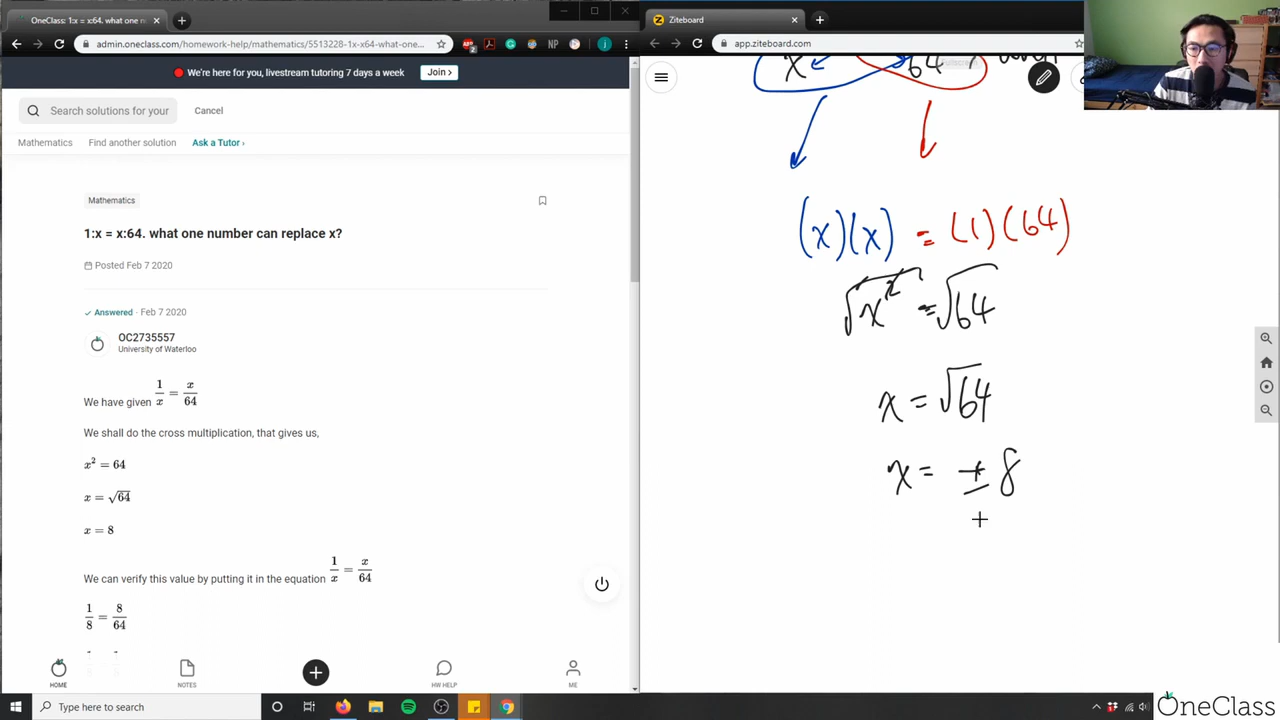 OneClass: 1:x = x:64. what one n
Ziteboard
admin.oneclass.com/homework-help/mathematics/5513228-1-x-x64-what-one...
NP
j
app.ziteboard.com
We're here for you, livestream tutoring 7 days a week
Join ›
Search solutions for your
Cancel
Mathematics
Find another solution
Ask a Tutor ›
Mathematics
1:x = x:64. what one number can replace x?
Posted Feb 7 2020
Answered · Feb 7 2020
OC2735557
University of Waterloo
We have given 1/x = x/64
We shall do the cross multiplication, that gives us,
x² = 64
x = √64
x = 8
We can verify this value by putting it in the equation 1/x = x/64
1/8 = 8/64
HOME
NOTES
HW HELP
ME
x 64
(x)(x) = (1)(64)
√x² = √64
x = √64
x = ± 8
Type here to search
OneClass